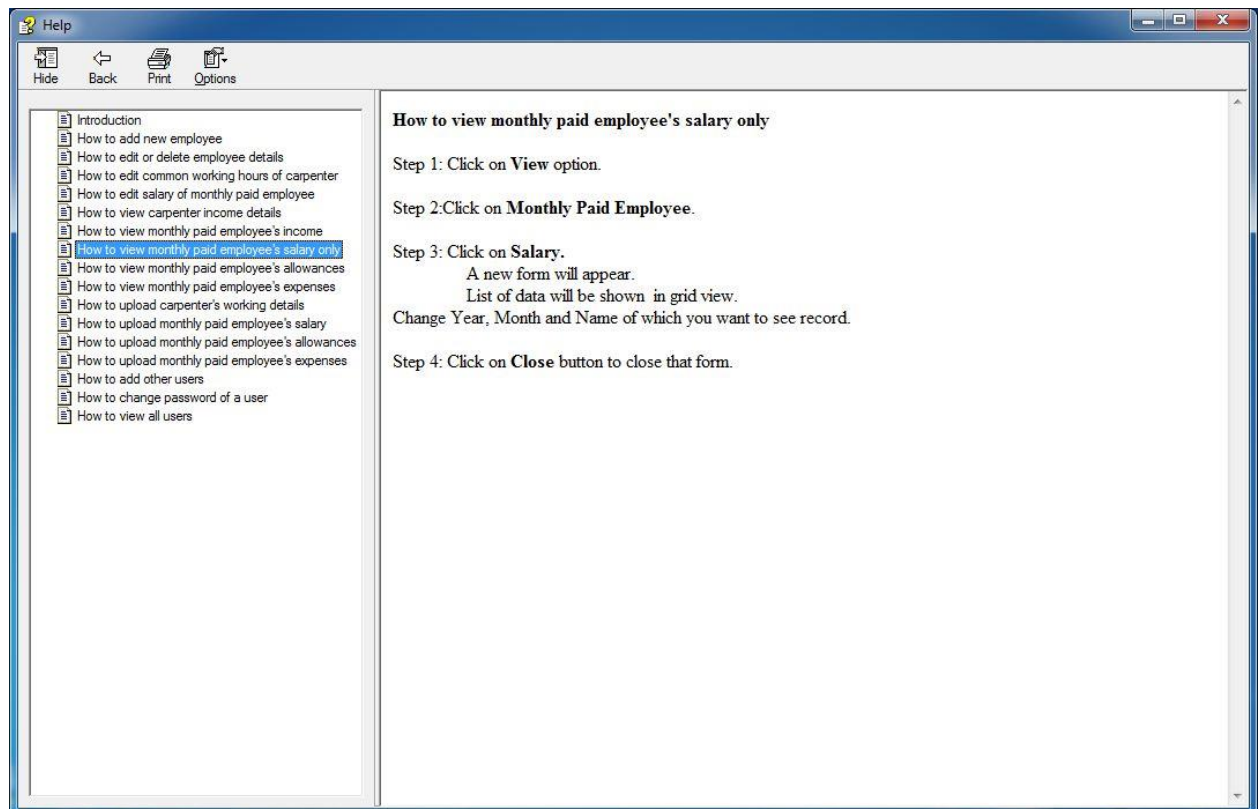 Help
Hide Back Print Options
Introduction
How to add new employee
How to edit or delete employee details
How to edit common working hours of carpenter
How to edit salary of monthly paid employee
How to view carpenter income details
How to view monthly paid employee's income
How to view monthly paid employee's salary only
How to view monthly paid employee's allowances
How to view monthly paid employee's expenses
How to upload carpenter's working details
How to upload monthly paid employee's salary
How to upload monthly paid employee's allowances
How to upload monthly paid employee's expenses
How to add other users
How to change password of a user
How to view all users
How to view monthly paid employee's salary only
Step 1: Click on View option.
Step 2:Click on Monthly Paid Employee.
Step 3: Click on Salary.
A new form will appear.
List of data will be shown in grid view.
Change Year, Month and Name of which you want to see record.
Step 4: Click on Close button to close that form.